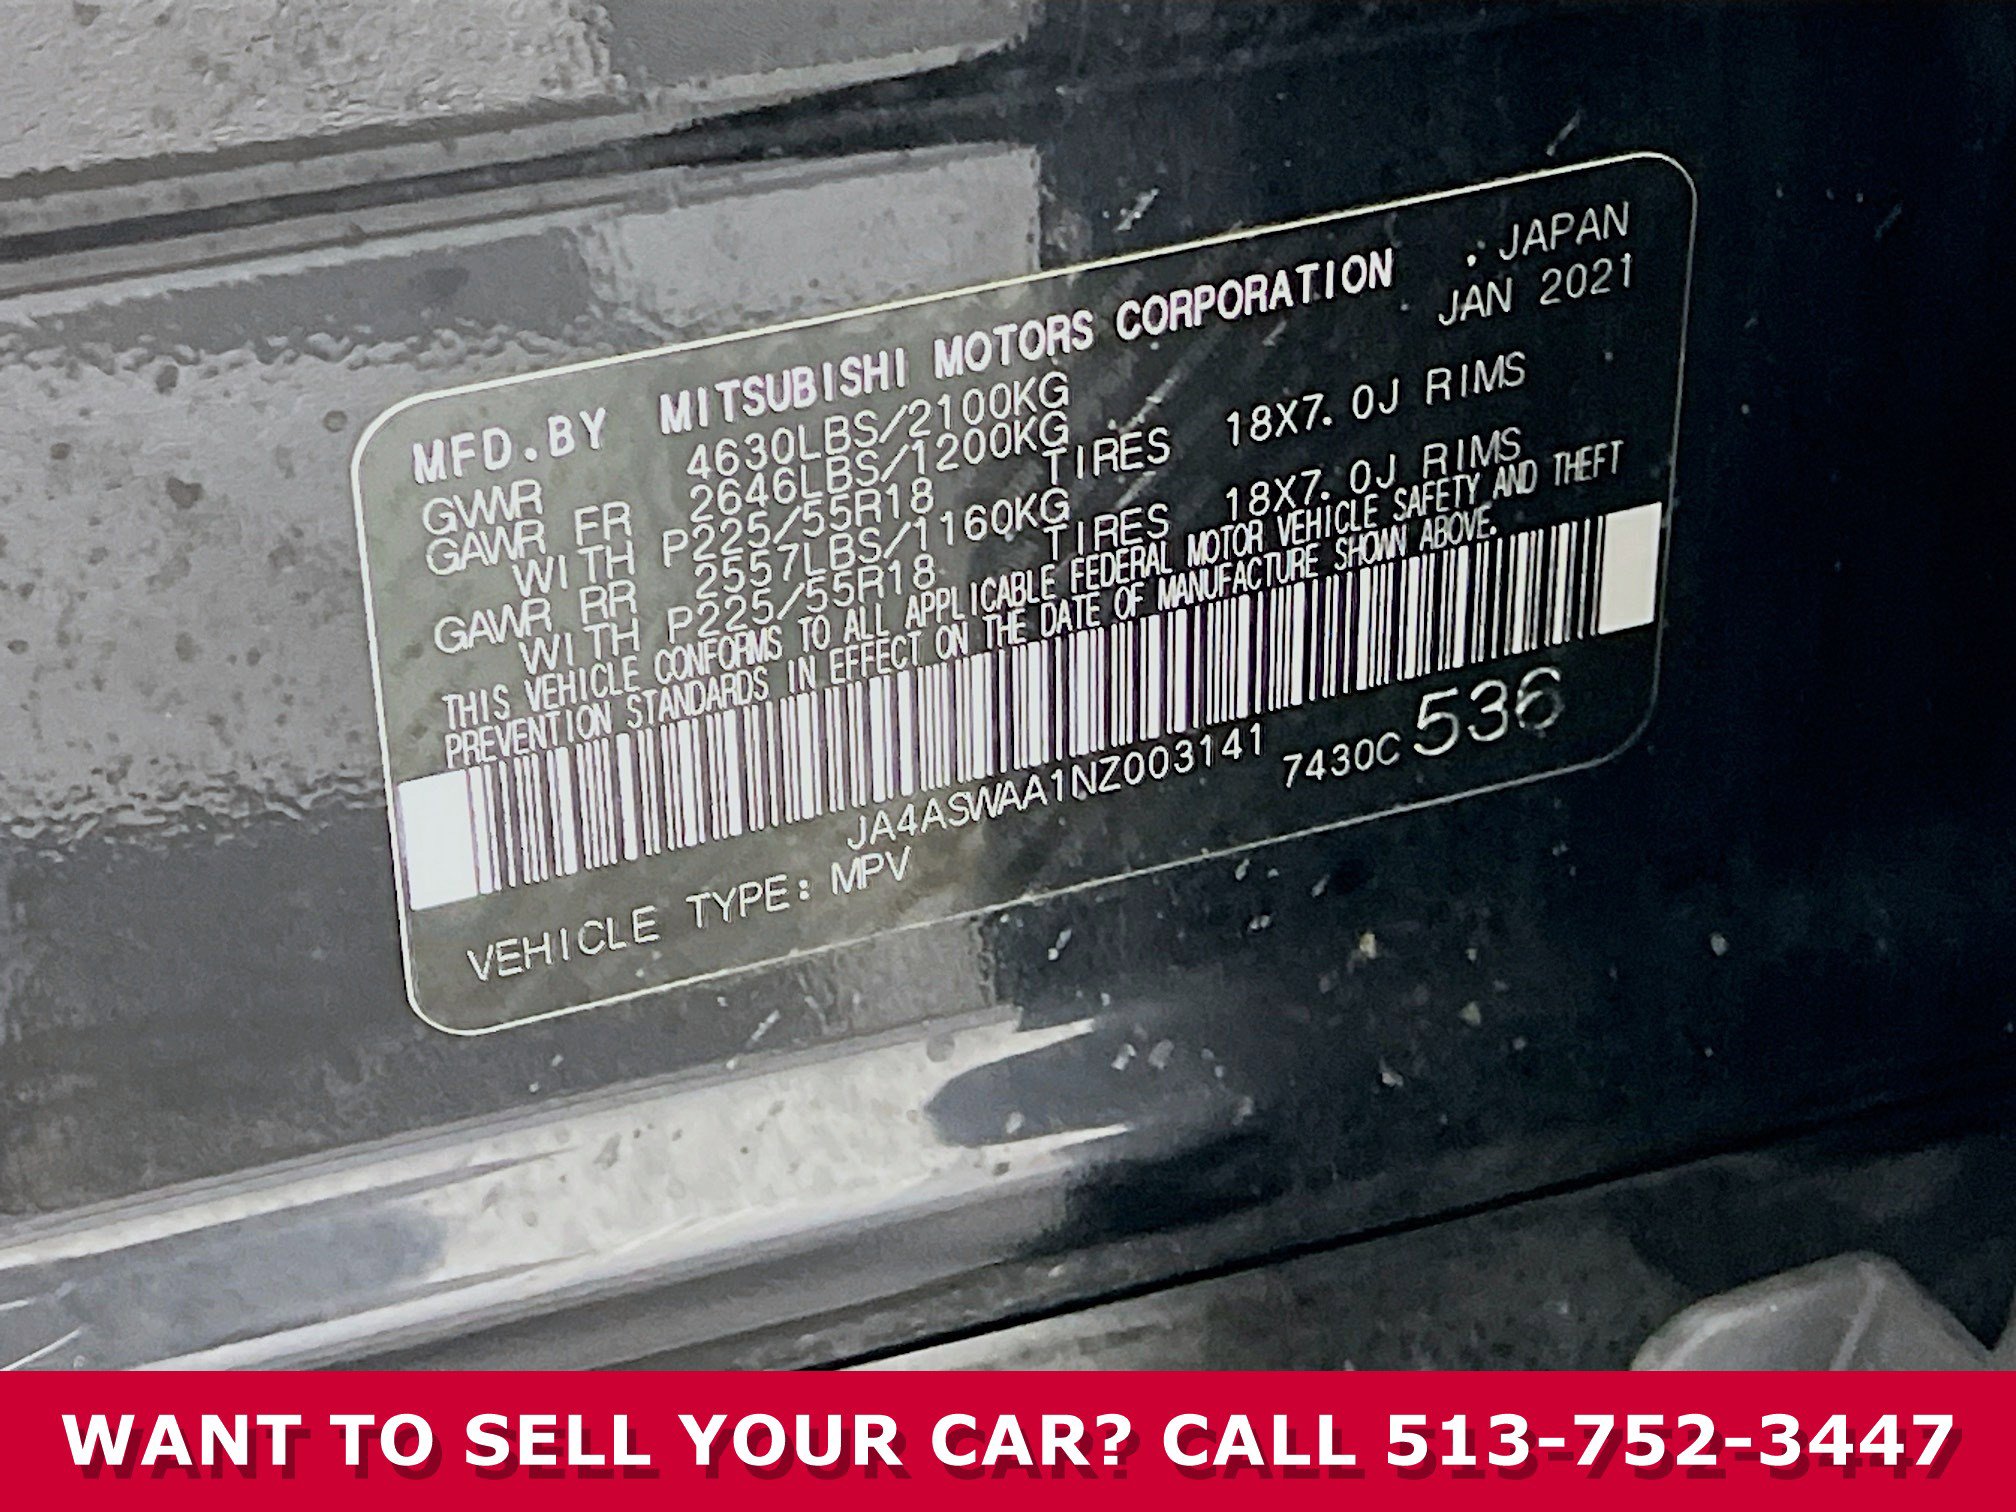 MFD.BY MITSUBISHI MOTORS CORPORATION : JAPAN
GVWR 4630LBS/2100KG JAN 2021
GAWR FR 2646LBS/1200KG
WITH P225/55R18 TIRES 18X7.0J RIMS
GAWR RR 2557LBS/1160KG
WITH P225/55R18 TIRES 18X7.0J RIMS
THIS VEHICLE CONFORMS TO ALL APPLICABLE FEDERAL MOTOR VEHICLE SAFETY AND THEFT
PREVENTION STANDARDS IN EFFECT ON THE DATE OF MANUFACTURE SHOWN ABOVE.
JA4ASWAA1NZ003141 7430C536
VEHICLE TYPE: MPV
WANT TO SELL YOUR CAR? CALL 513-752-3447